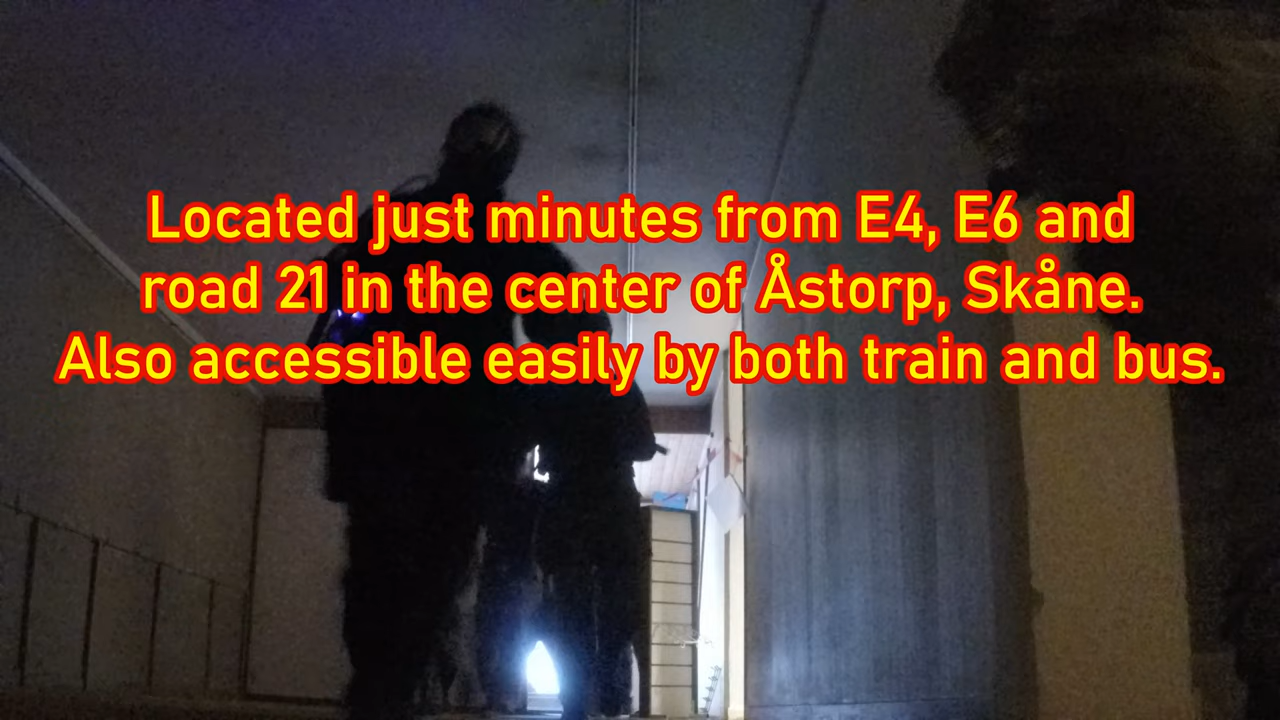 Located just minutes from E4, E6 and
road 21 in the center of Åstorp, Skåne.
Also accessible easily by both train and bus.